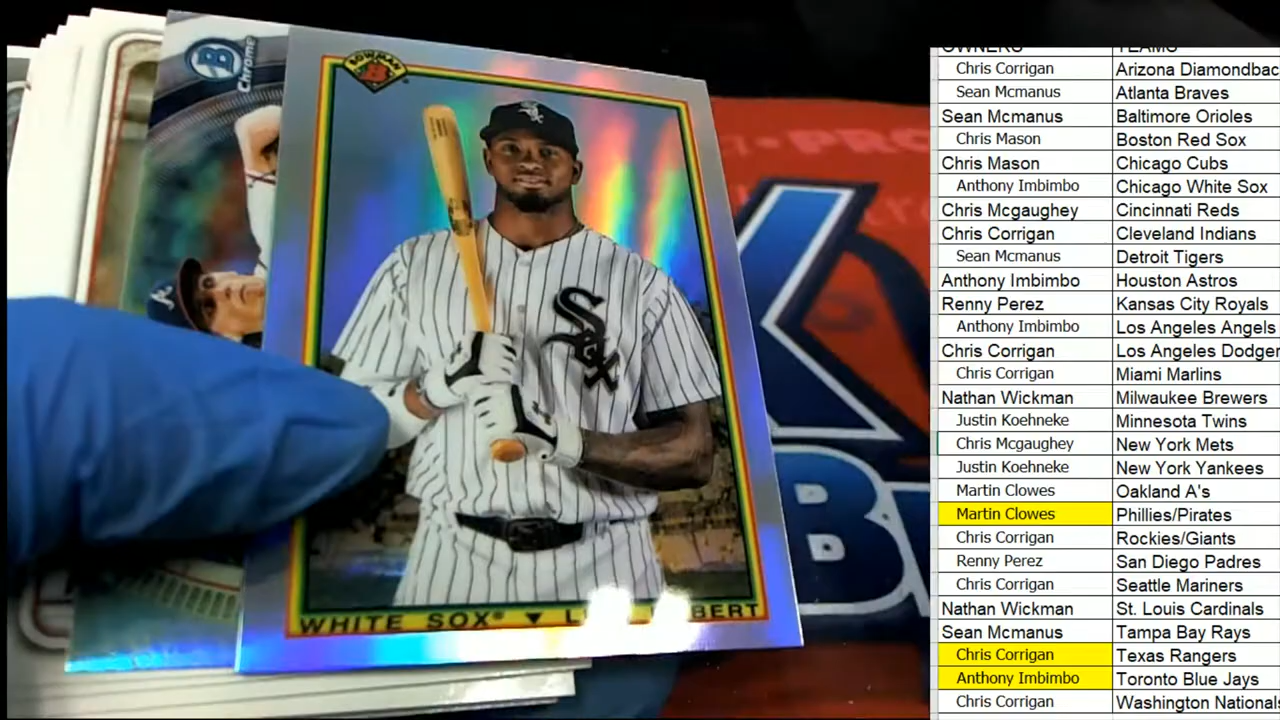 OWNERS TEAMS
Chris Corrigan Arizona Diamondbac
Sean Mcmanus Atlanta Braves
Sean Mcmanus Baltimore Orioles
Chris Mason Boston Red Sox
Chris Mason Chicago Cubs
Anthony Imbimbo Chicago White Sox
Chris Mcgaughey Cincinnati Reds
Chris Corrigan Cleveland Indians
Sean Mcmanus Detroit Tigers
Anthony Imbimbo Houston Astros
Renny Perez Kansas City Royals
Anthony Imbimbo Los Angeles Angels
Chris Corrigan Los Angeles Dodger
Chris Corrigan Miami Marlins
Nathan Wickman Milwaukee Brewers
Justin Koehneke Minnesota Twins
Chris Mcgaughey New York Mets
Justin Koehneke New York Yankees
Martin Clowes Oakland A's
Martin Clowes Phillies/Pirates
Chris Corrigan Rockies/Giants
Renny Perez San Diego Padres
Chris Corrigan Seattle Mariners
Nathan Wickman St. Louis Cardinals
Sean Mcmanus Tampa Bay Rays
Chris Corrigan Texas Rangers
Anthony Imbimbo Toronto Blue Jays
Chris Corrigan Washington National
B Chrome
BOWMAN
B
Sox
WHITE SOX®
PRO